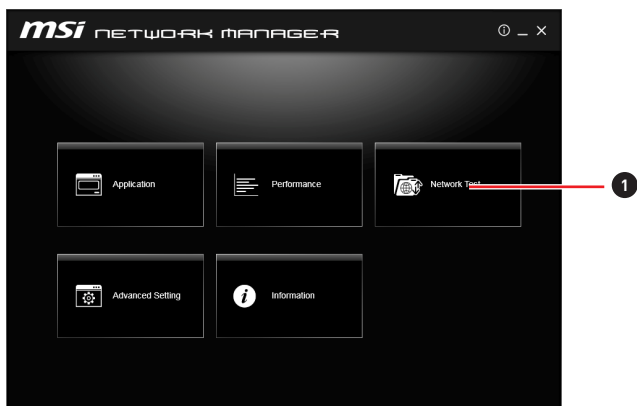 msi NETWORK MANAGER
Application
Performance
Network Test
1
Advanced Setting
Information